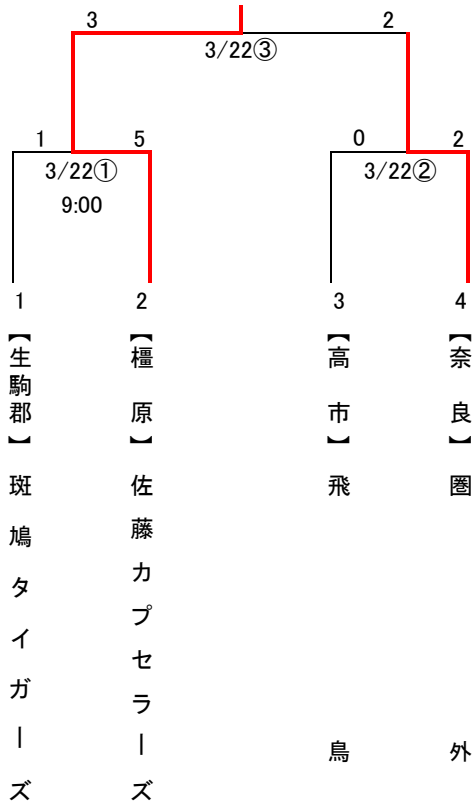 3 2
3/22③
1 5 0 2
3/22① 3/22②
9:00
1 2 3 4
【生駒郡】斑鳩タイガーズ
【橿原】佐藤カプセラーズ
【高市】飛鳥
【奈良】圏外